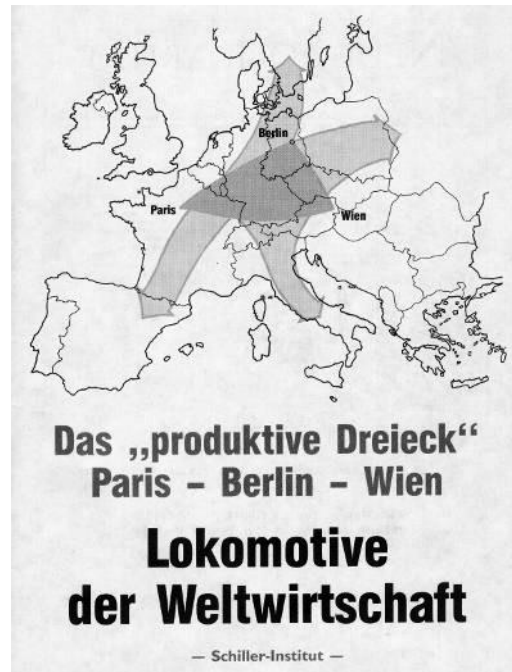 Berlin
Paris
Wien
Das „produktive Dreieck“
Paris – Berlin – Wien
Lokomotive
der Weltwirtschaft
– Schiller-Institut –